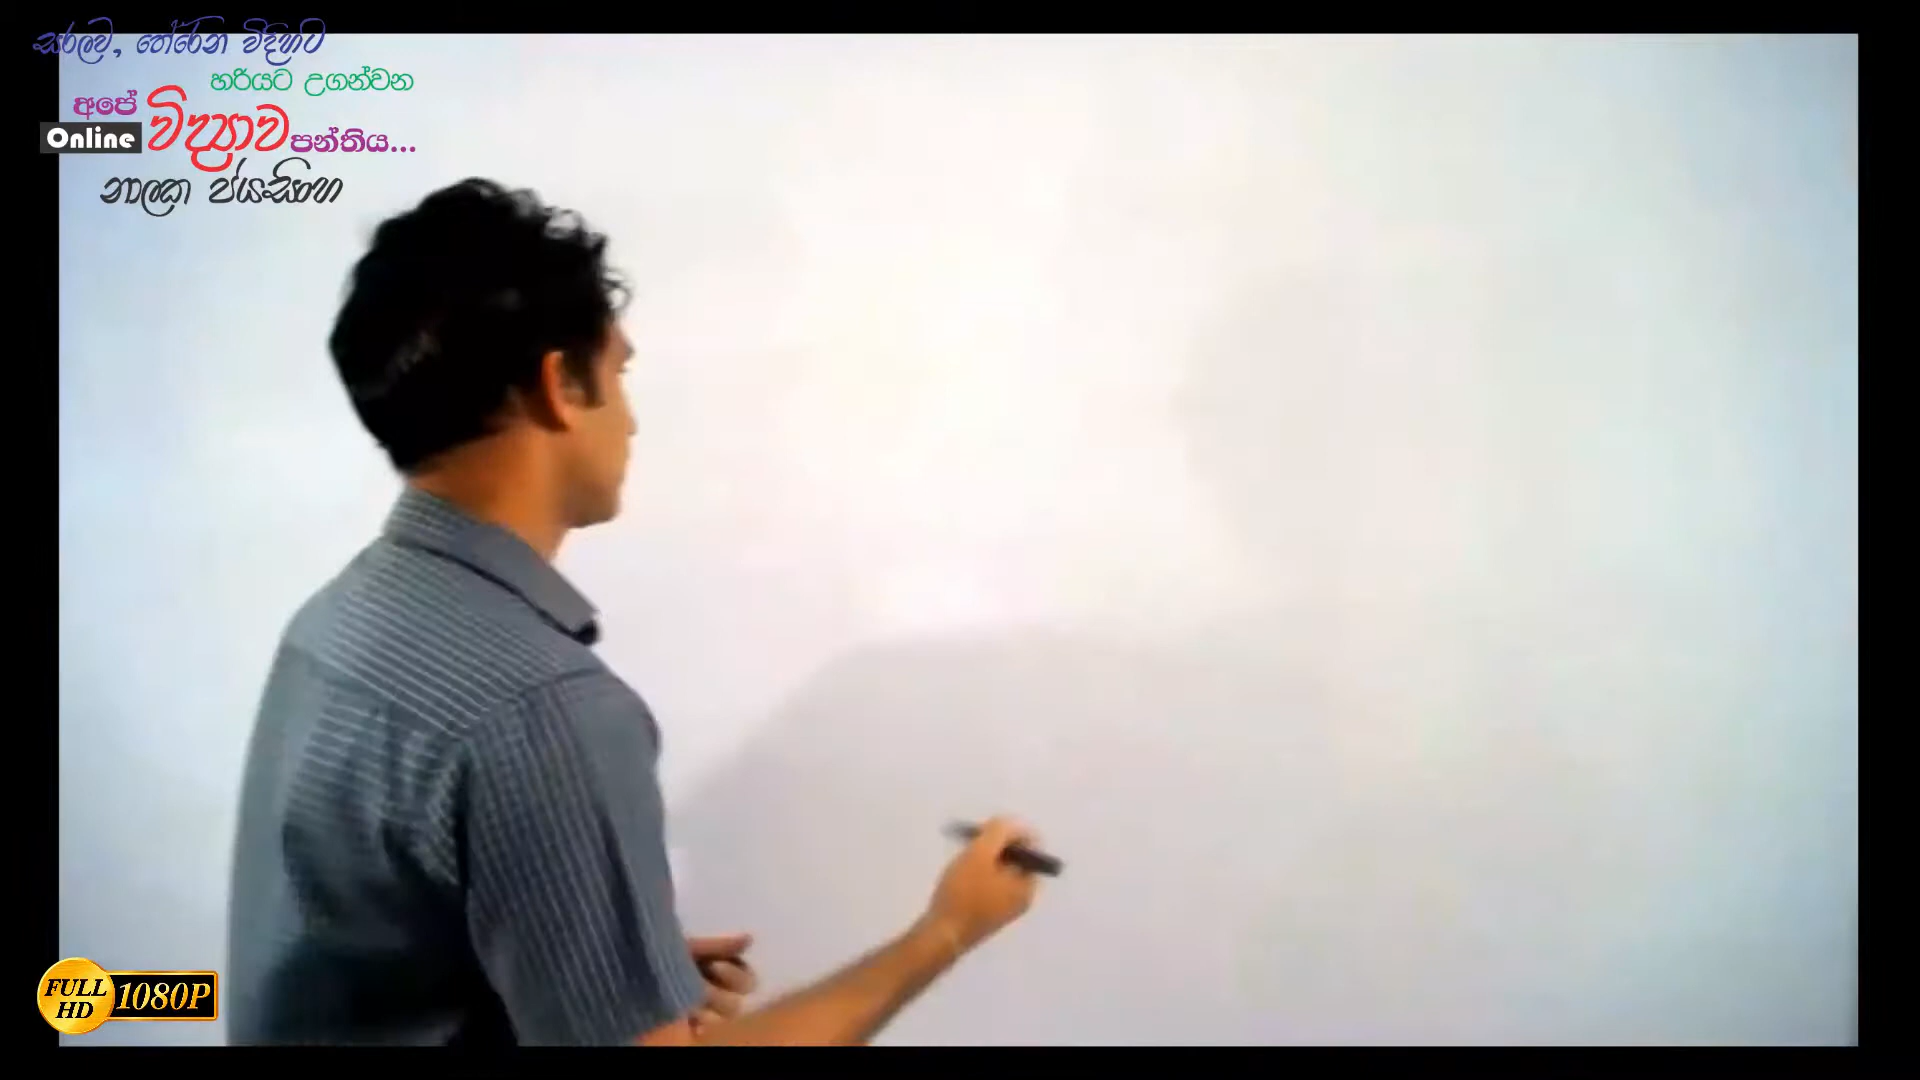 සරලව, තේරෙන විදිහට
හරියට උගන්වන
අපේ
Online විද්‍යාව පන්තිය...
නාලක ජයසිංහ
FULL HD 1080P